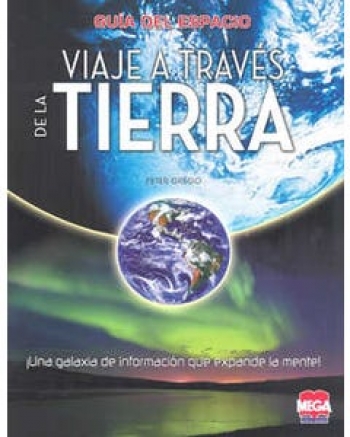 GUÍA DEL ESPACIO
VIAJE A TRAVÉS
DE LA
TIERRA
PETER GREGO
¡Una galaxia de información que expande la mente!
MEGA